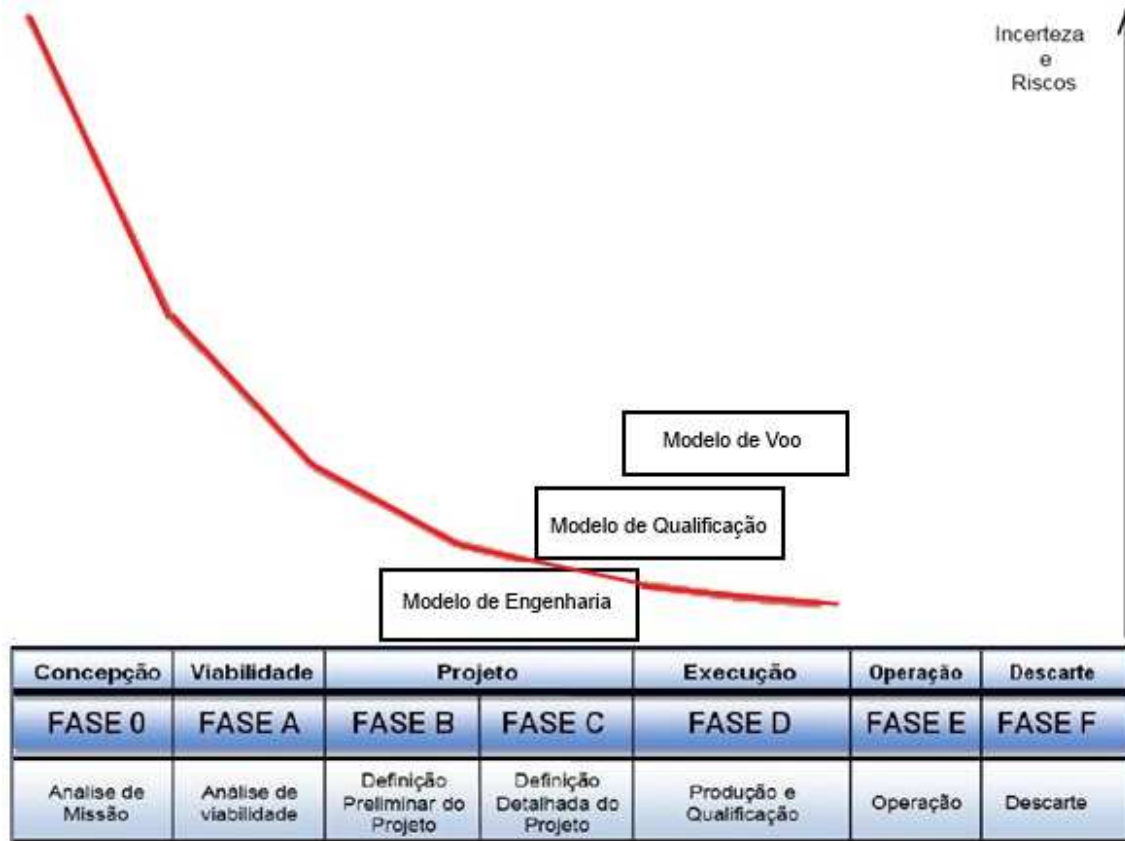 Incerteza
e
Riscos
Modelo de Voo
Modelo de Qualificação
Modelo de Engenharia
Concepção Viabilidade Projeto Execução Operação Descarte
FASE 0 FASE A FASE B FASE C FASE D FASE E FASE F
Análise de Missão Análise de viabilidade Definição Preliminar do Projeto Definição Detalhada do Projeto Produção e Qualificação Operação Descarte